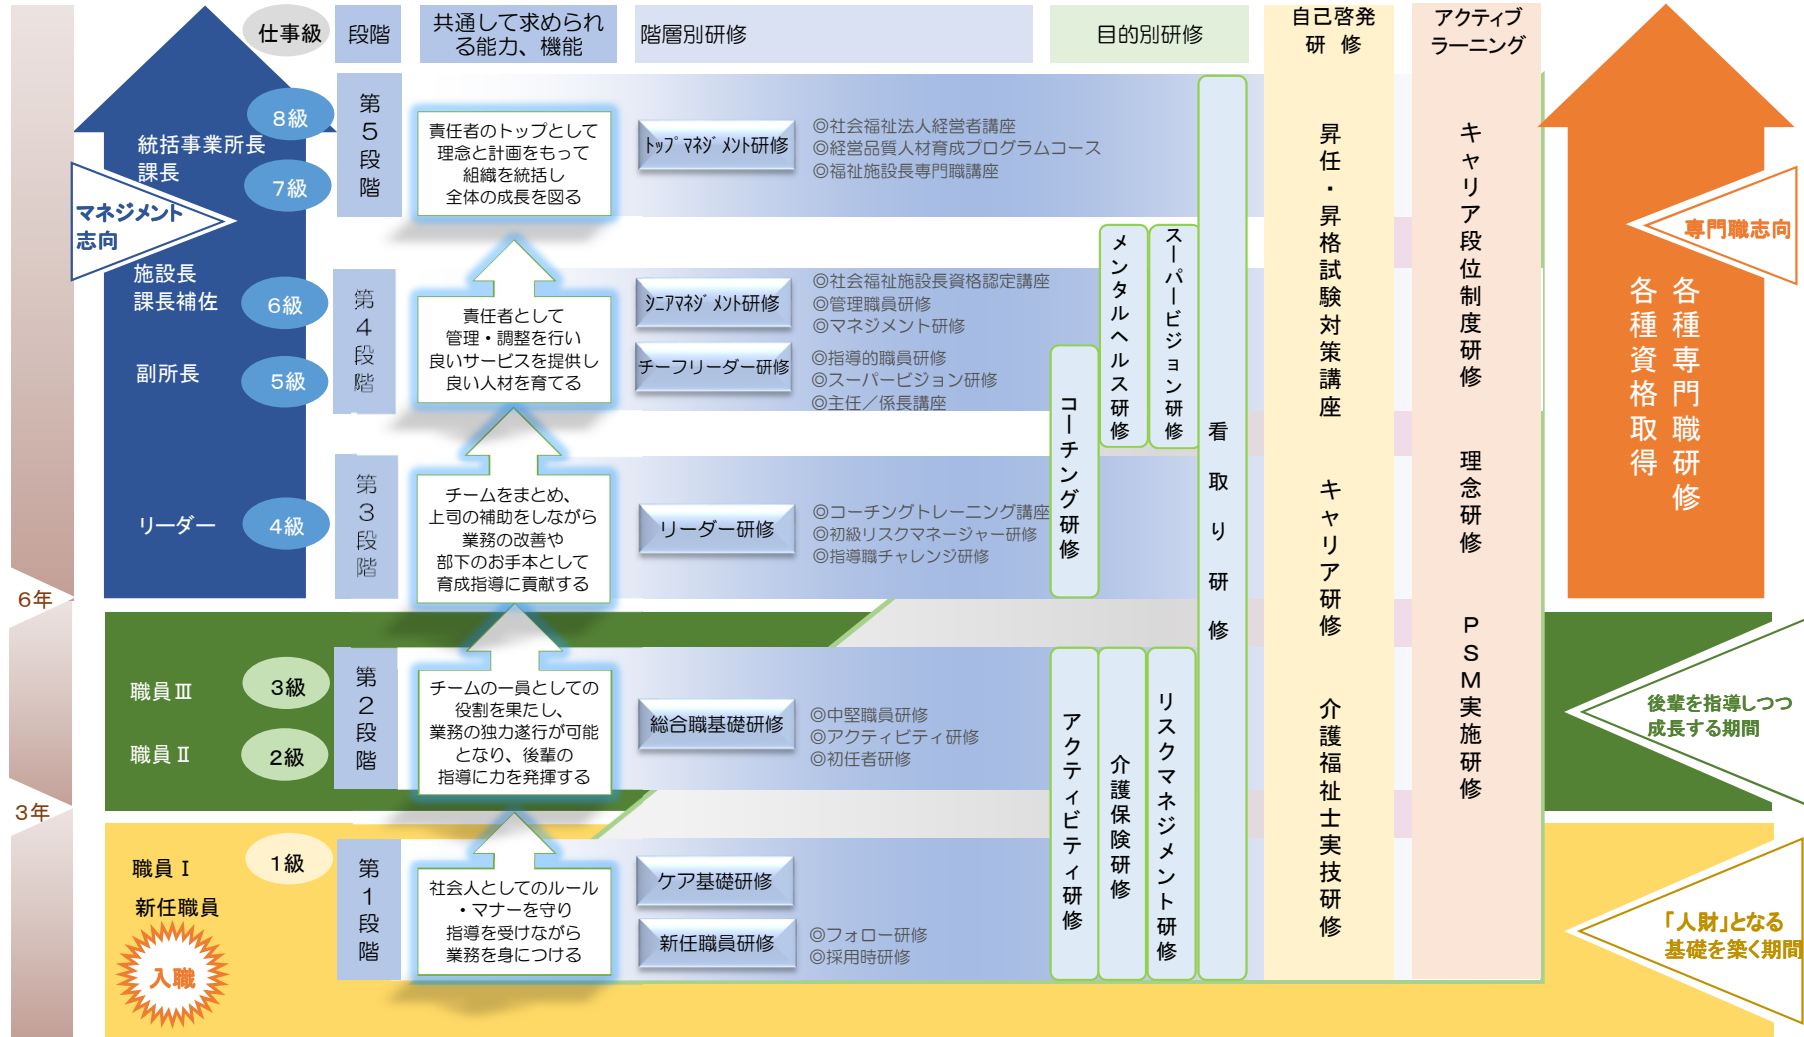 仕事級
段階
共通して求められ
る能力、機能
階層別研修
目的別研修
自己啓発
研 修
アクティブ
ラーニング
8級
統括事業所長
課長
7級
マネジメント
志向
第5段階
責任者のトップとして
理念と計画をもって
組織を統括し
全体の成長を図る
トップマネジメント研修
◎社会福祉法人経営者講座
◎経営品質人材育成プログラムコース
◎福祉施設長専門職講座
施設長
課長補佐
6級
副所長
5級
第4段階
責任者として
管理・調整を行い
良いサービスを提供し
良い人材を育てる
シニアマネジメント研修
◎社会福祉施設長資格認定講座
◎管理職員研修
◎マネジメント研修
チーフリーダー研修
◎指導的職員研修
◎スーパービジョン研修
◎主任／係長講座
リーダー
4級
第3段階
チームをまとめ、
上司の補助をしながら
業務の改善や
部下のお手本として
育成指導に貢献する
リーダー研修
◎コーチングトレーニング講座
◎初級リスクマネージャー研修
◎指導職チャレンジ研修
6年
職員Ⅲ
3級
職員Ⅱ
2級
第2段階
チームの一員としての
役割を果たし、
業務の独力遂行が可能
となり、後輩の
指導に力を発揮する
総合職基礎研修
◎中堅職員研修
◎アクティビティ研修
◎初任者研修
3年
職員Ⅰ
1級
新任職員
入職
第1段階
社会人としてのルール
・マナーを守り
指導を受けながら
業務を身につける
ケア基礎研修
新任職員研修
◎フォロー研修
◎採用時研修
コーチング研修
メンタルヘルス研修
スーパービジョン研修
看取り研修
アクティビティ研修
介護保険研修
リスクマネジメント研修
昇任・昇格試験対策講座
キャリア研修
介護福祉士実技研修
キャリア段位制度研修
理念研修
PSM実施研修
専門職志向
各種専門職研修
各種資格取得
後輩を指導しつつ
成長する期間
「人財」となる
基礎を築く期間